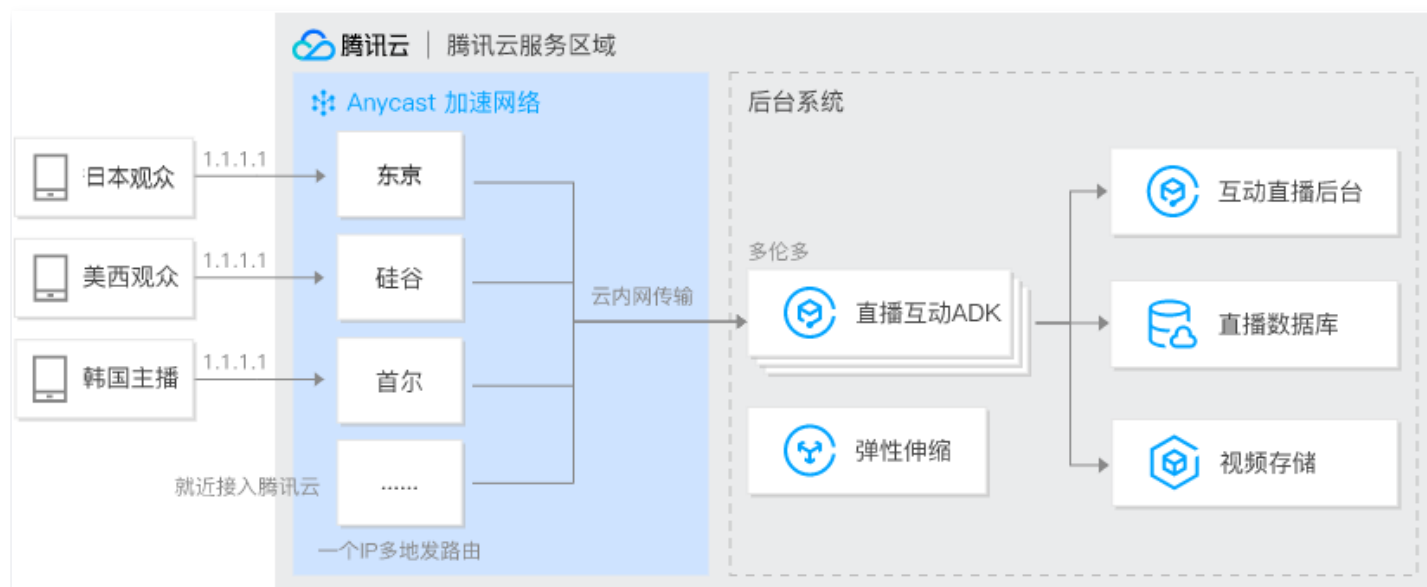 腾讯云 | 腾讯云服务区域
Anycast 加速网络
后台系统
日本观众
1.1.1.1
东京
美西观众
1.1.1.1
硅谷
韩国主播
1.1.1.1
首尔
就近接入腾讯云
......
一个IP多地发路由
云内网传输
多伦多
直播互动ADK
弹性伸缩
互动直播后台
直播数据库
视频存储